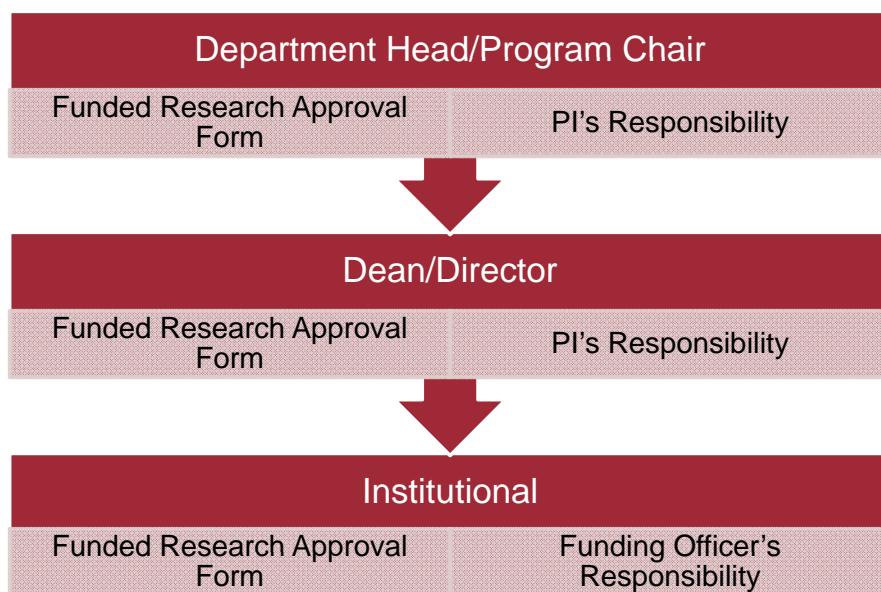 Department Head/Program Chair
Funded Research Approval
Form
PI’s Responsibility
Dean/Director
Funded Research Approval
Form
PI’s Responsibility
Institutional
Funded Research Approval
Form
Funding Officer’s
Responsibility